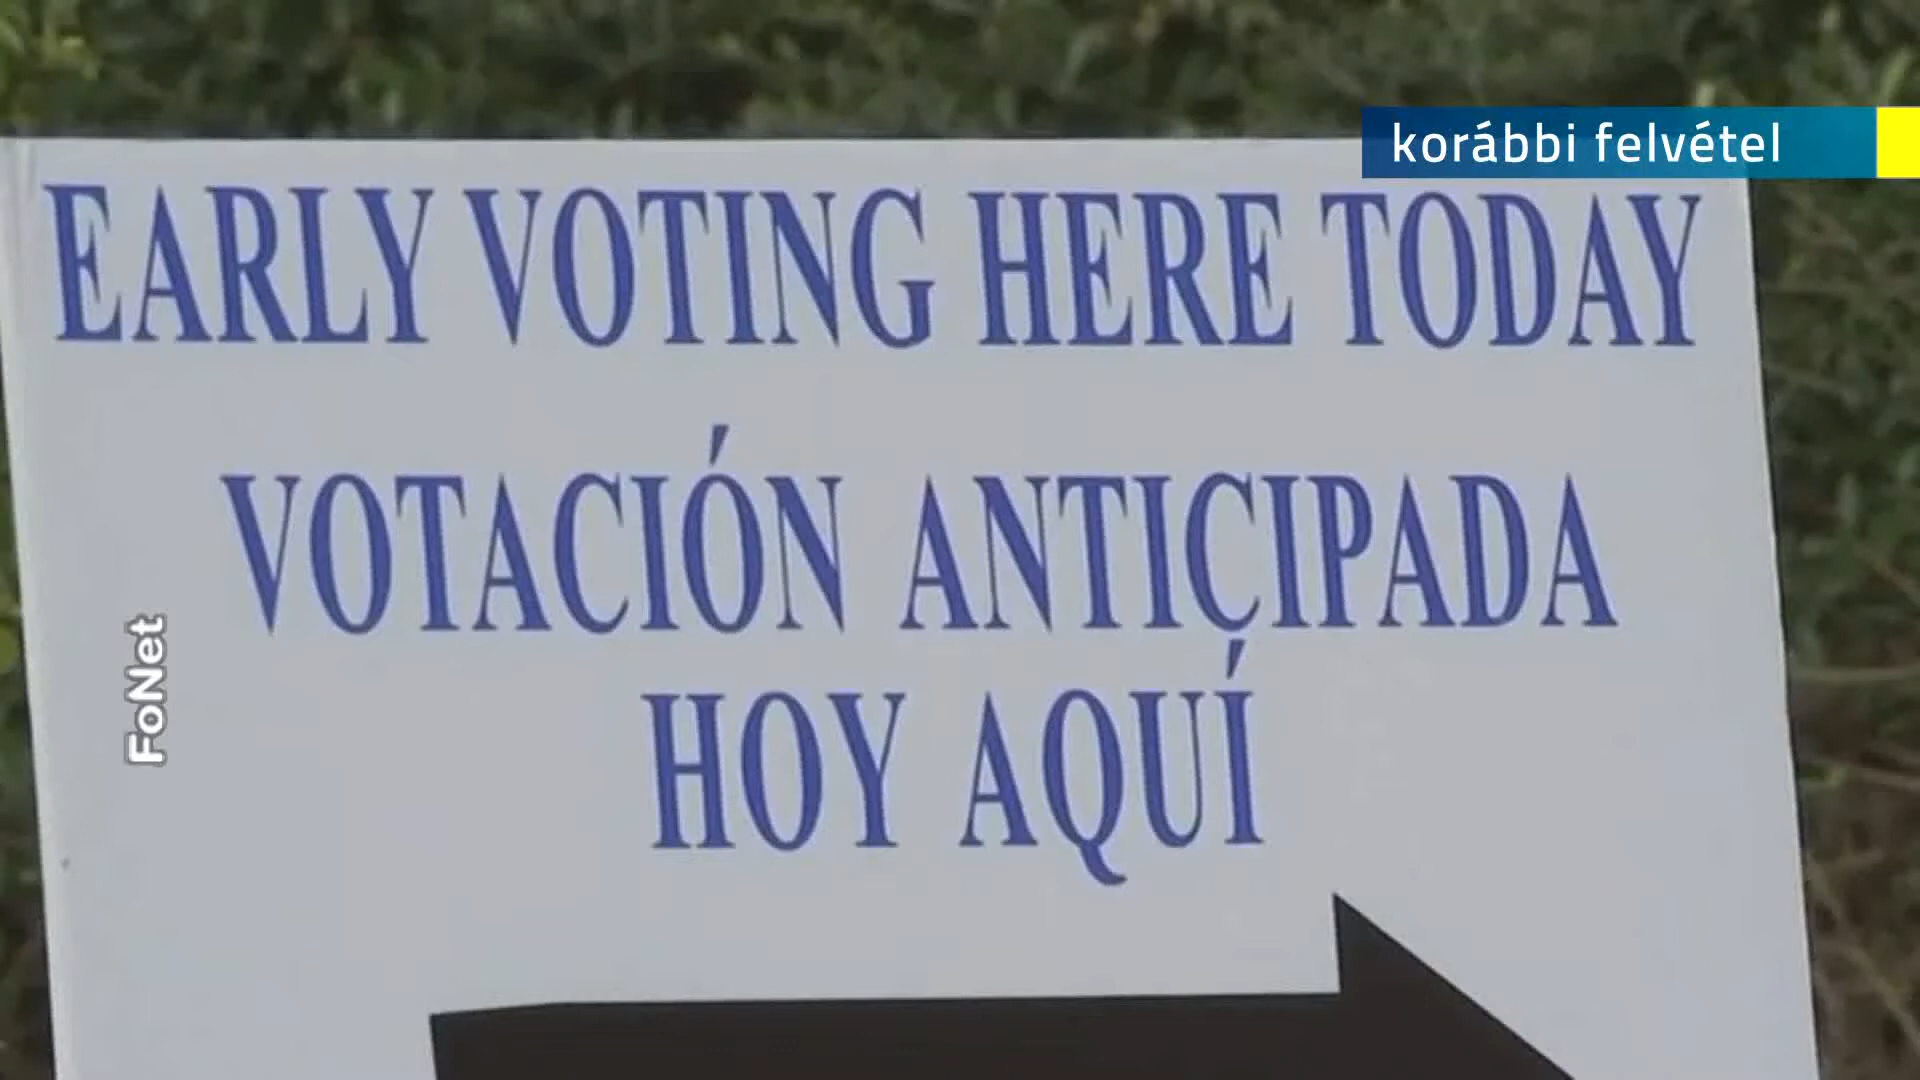 korábbi felvétel
EARLY VOTING HERE TODAY
VOTACIÓN ANTICIPADA
HOY AQUÍ
FoNet